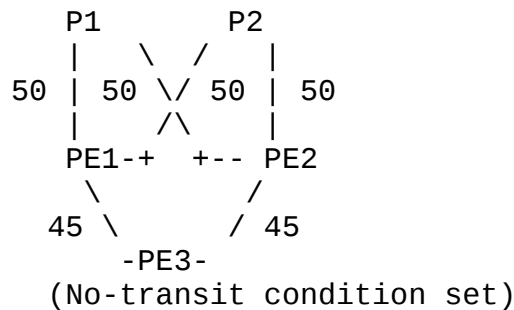 P1 P2
| \ / |
50 | 50 \/ 50 | 50
| /\ |
PE1-+ +-- PE2
\ /
45 \ / 45
-PE3-
(No-transit condition set)